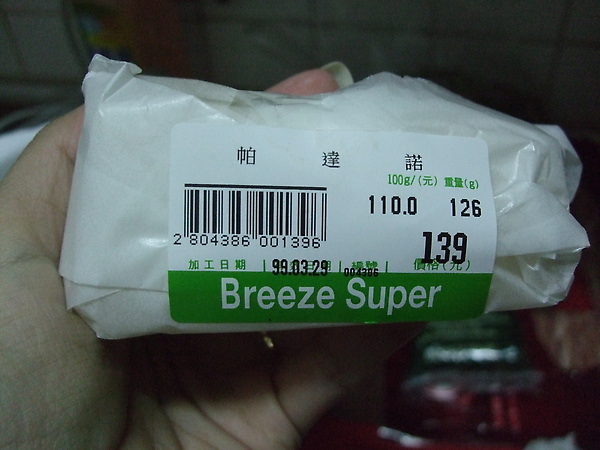 帕 達 諾
100g/(元) 重量(g)
110.0 126
2 804386 001396
139
加工日期 99.03.29 編號 004386 價格(元)
Breeze Super